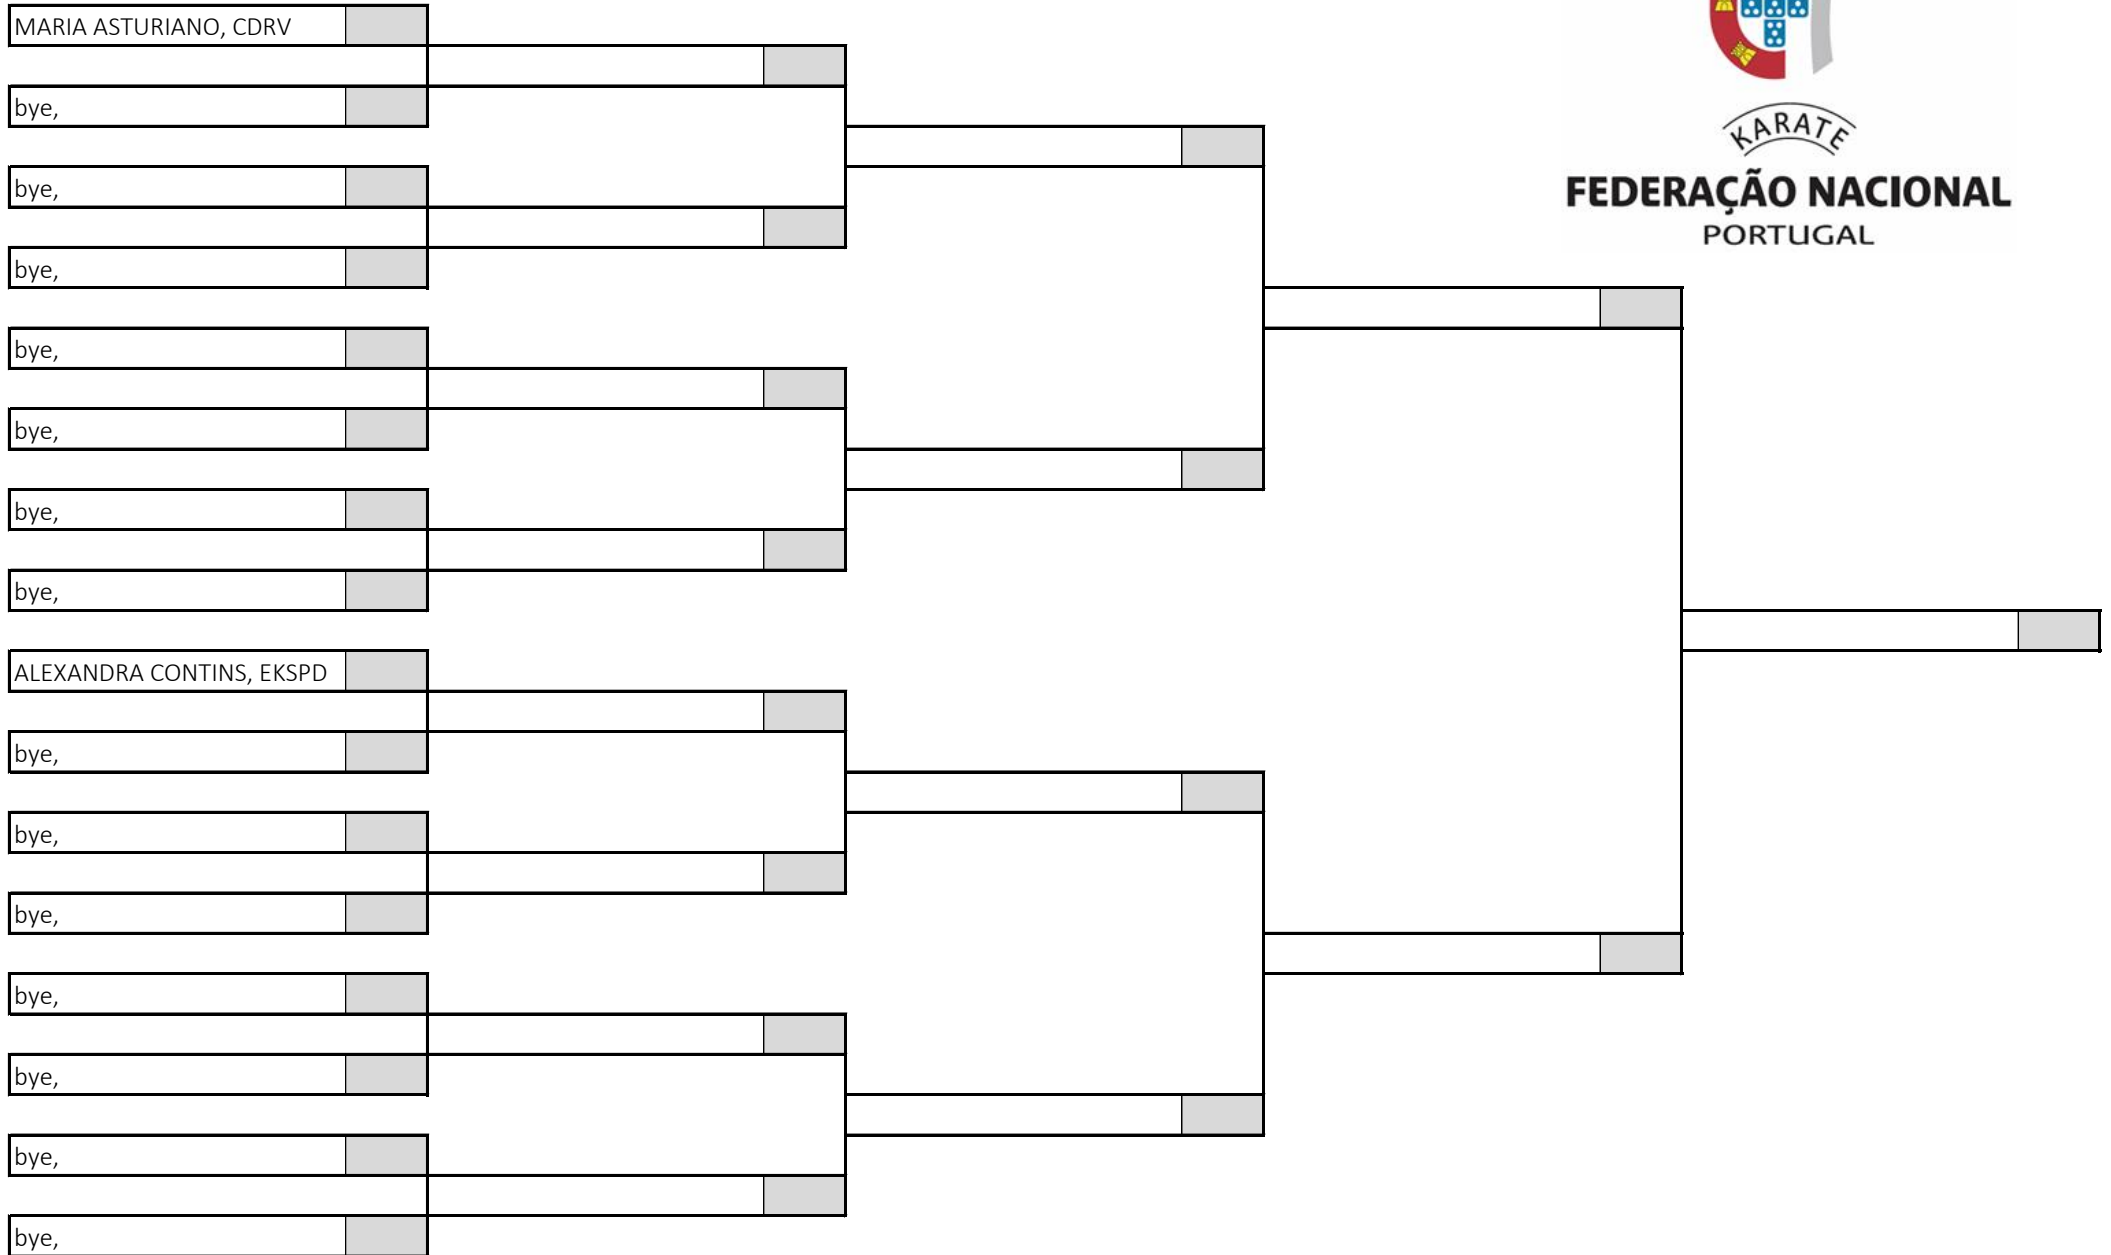 MARIA ASTURIANO, CDRV
bye,
KARATE
bye,
FEDERAÇÃO NACIONAL
PORTUGAL
bye,
bye,
bye,
bye,
bye,
ALEXANDRA CONTINS, EKSPD
bye,
bye,
bye,
bye,
bye,
bye,
bye,